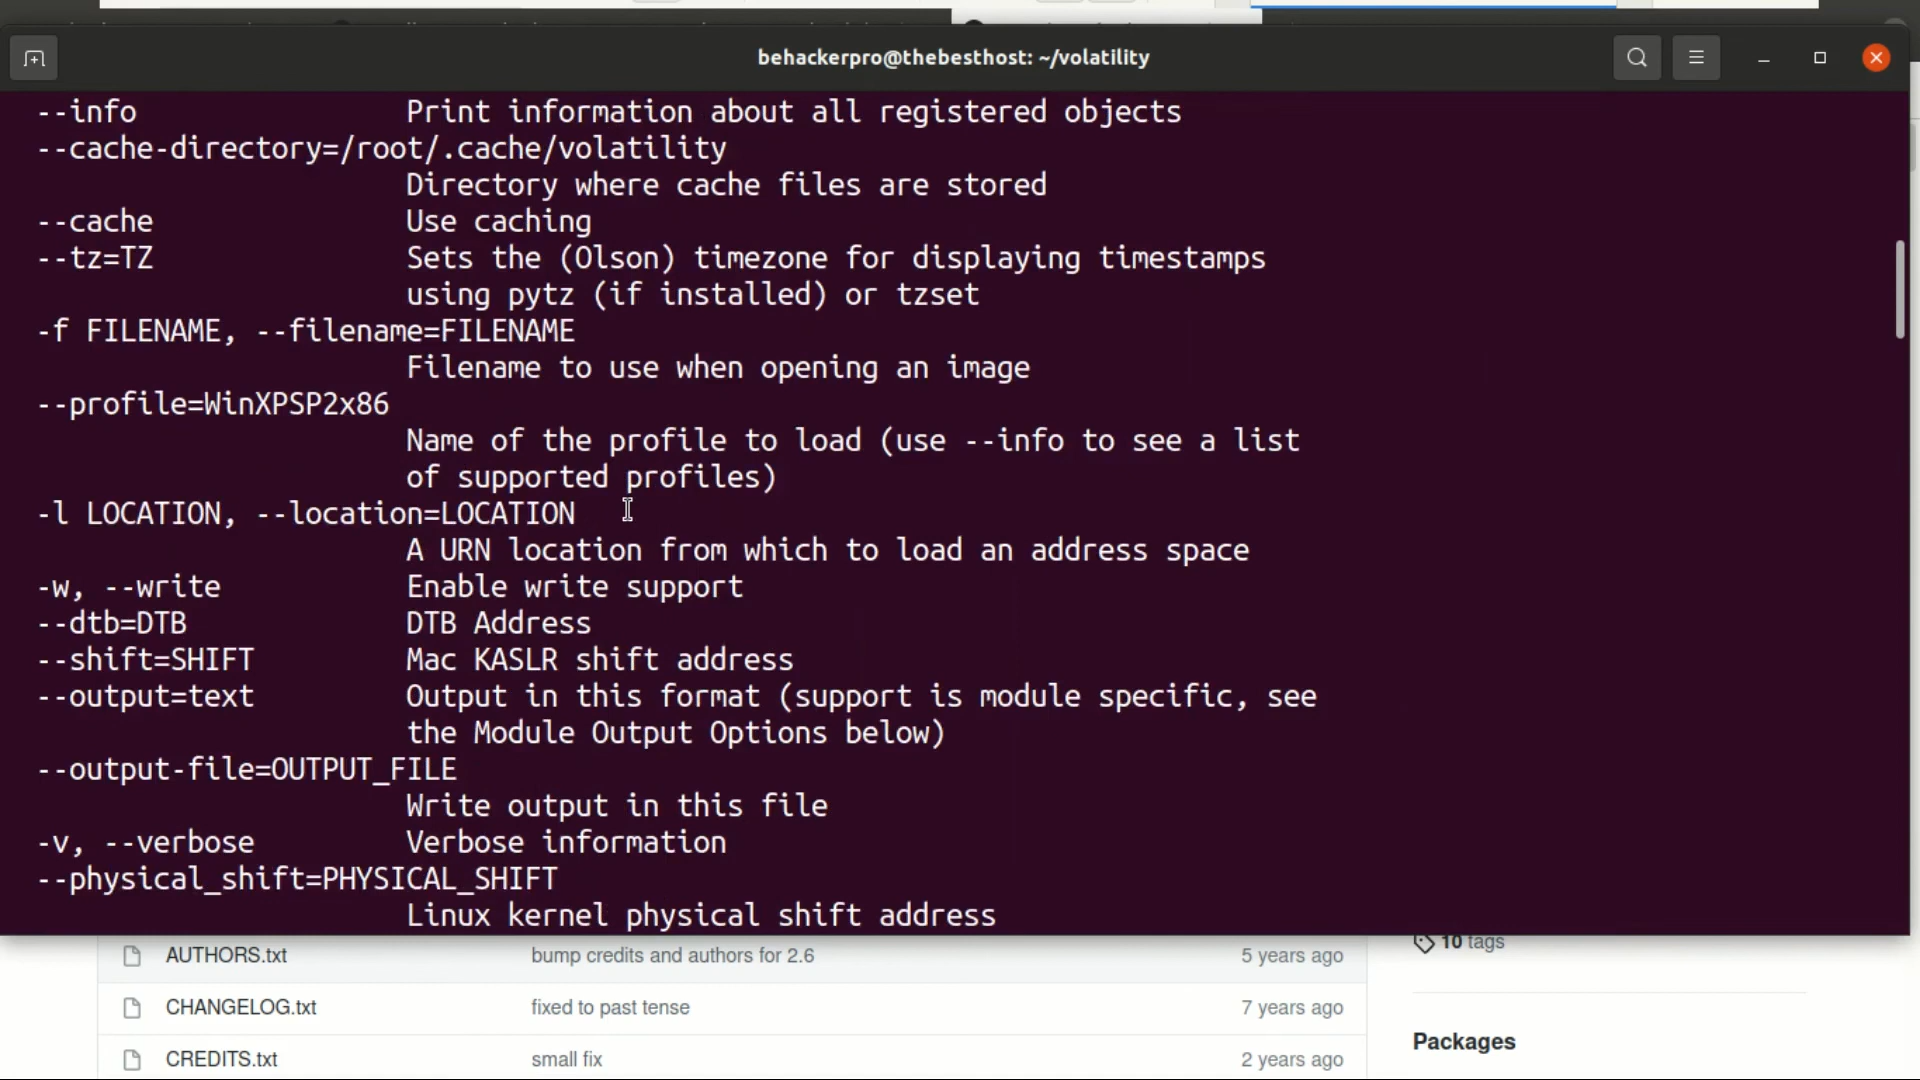 behackerpro@thebesthost: ~/volatility
--info Print information about all registered objects
--cache-directory=/root/.cache/volatility
Directory where cache files are stored
--cache Use caching
--tz=TZ Sets the (Olson) timezone for displaying timestamps
using pytz (if installed) or tzset
-f FILENAME, --filename=FILENAME
Filename to use when opening an image
--profile=WinXPSP2x86
Name of the profile to load (use --info to see a list
of supported profiles)
-l LOCATION, --location=LOCATION
A URN location from which to load an address space
-w, --write Enable write support
--dtb=DTB DTB Address
--shift=SHIFT Mac KASLR shift address
--output=text Output in this format (support is module specific, see
the Module Output Options below)
--output-file=OUTPUT_FILE
Write output in this file
-v, --verbose Verbose information
--physical_shift=PHYSICAL_SHIFT
Linux kernel physical shift address
AUTHORS.txt bump credits and authors for 2.6 5 years ago
10 tags
CHANGELOG.txt fixed to past tense 7 years ago
Packages
CREDITS.txt small fix 2 years ago